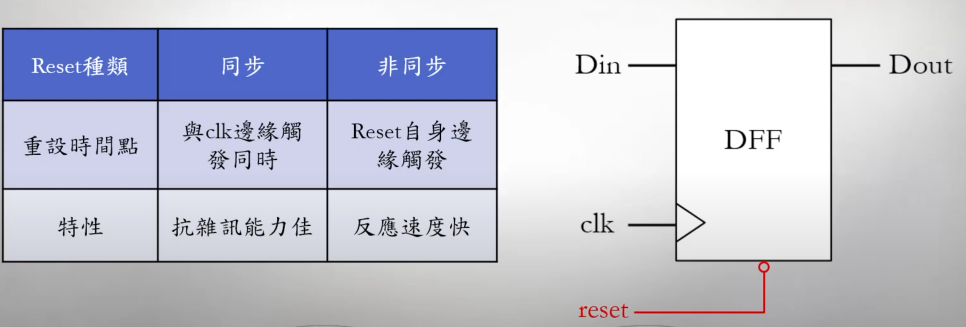 Reset種類
同步
非同步
重設時間點
與clk邊緣觸
發同時
Reset自身邊
緣觸發
特性
抗雜訊能力佳
反應速度快
Din
Dout
DFF
clk
reset